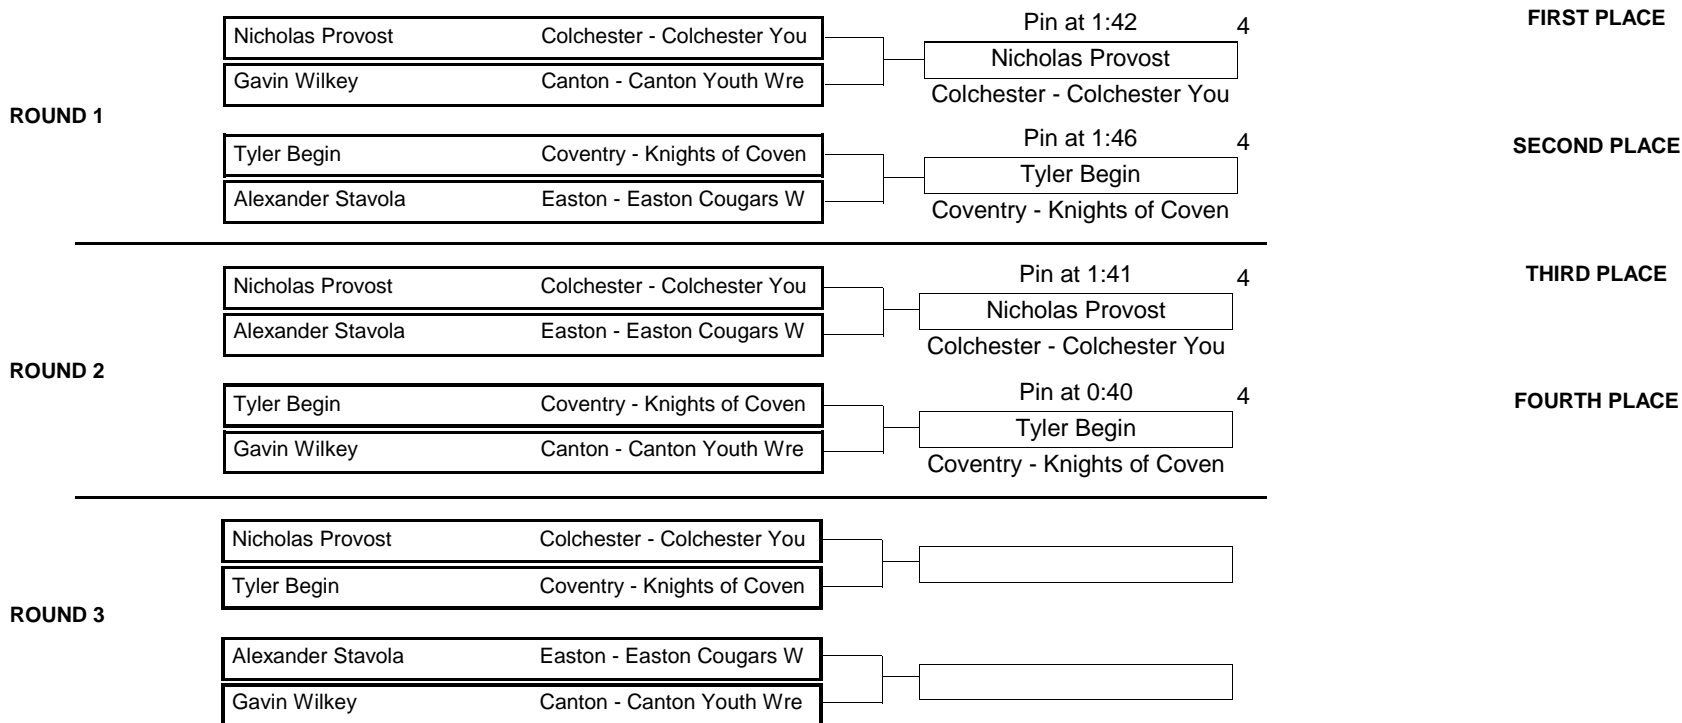 Pin at 1:42 4 FIRST PLACE
Nicholas Provost Colchester - Colchester You
Nicholas Provost
Gavin Wilkey Canton - Canton Youth Wre
Colchester - Colchester You
ROUND 1
Pin at 1:46 4 SECOND PLACE
Tyler Begin Coventry - Knights of Coven
Tyler Begin
Alexander Stavola Easton - Easton Cougars W
Coventry - Knights of Coven
Pin at 1:41 4 THIRD PLACE
Nicholas Provost Colchester - Colchester You
Nicholas Provost
Alexander Stavola Easton - Easton Cougars W
Colchester - Colchester You
ROUND 2
Pin at 0:40 4 FOURTH PLACE
Tyler Begin Coventry - Knights of Coven
Tyler Begin
Gavin Wilkey Canton - Canton Youth Wre
Coventry - Knights of Coven
Nicholas Provost Colchester - Colchester You
Tyler Begin Coventry - Knights of Coven
ROUND 3
Alexander Stavola Easton - Easton Cougars W
Gavin Wilkey Canton - Canton Youth Wre